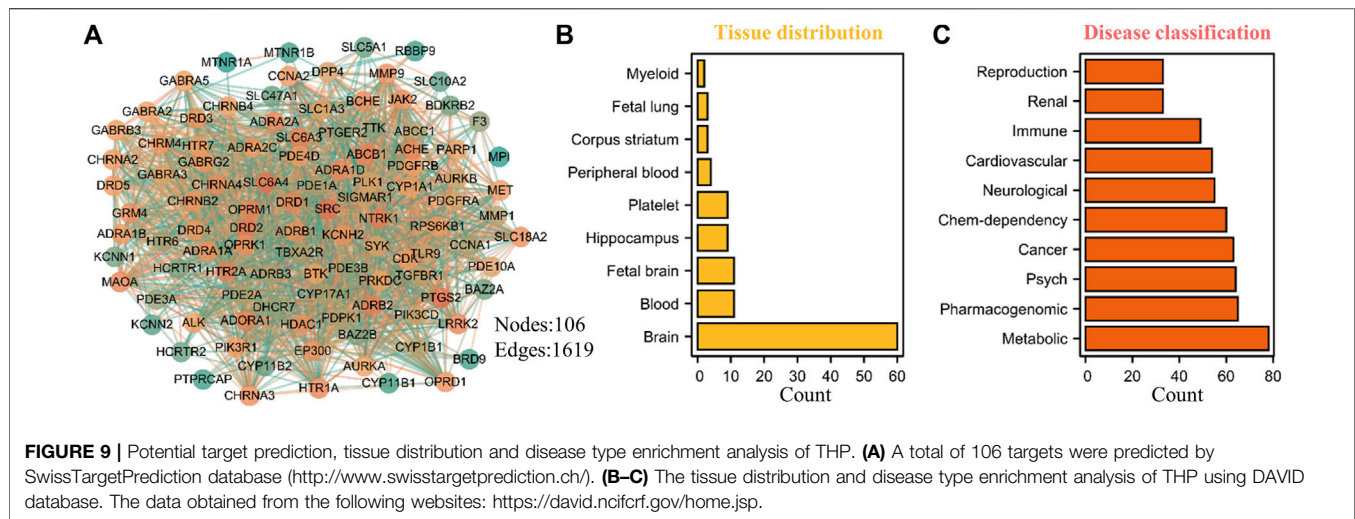 A
MTNR1A
MTNR1B
SLC5A1
RBBP9
GABRA5
SLC47A1
CCNA2
DPP4
MMP9
SLC10A2
GABRA2
CHRNB4
SLC1A3
BCHE
JAK2
BDKRB2
GABRB3
DRD3
ADRA2A
SLC6A3
PTGER2
TTK
ABCC1
F3
CHRNA2
CHRM4
HTR7
ADRA2C
PDE4D
ABCB1
ACHE
PARP1
MPI
GABRG2
GABRA3
ADRA1D
PDGFRB
DRD5
CHRNA4
SLC6A4
PDE1A
PLK1
CYP1A1
AURKB
MET
CHRNB2
DRD1
SIGMAR1
PDGFRA
GRM4
OPRM1
SRC
NTRK1
MMP1
ADRA1B
DRD4
DRD2
ADRB1
KCNH2
RPS6KB1
SLC18A2
HTR6
OPRK1
SYK
CCNA1
KCNN1
ADRA1A
TBXA2R
TLR9
HCRTR1
HTR2A
ADRB3
BTK
PDE3B
TGFBR1
PDE10A
MAOA
PRKDC
PDE3A
PDE2A
CYP17A1
PTGS2
BAZ2A
DHCR7
ADRB2
KCNN2
ALK
ADORA1
HDAC1
PDPK1
PIK3CD
LRRK2
BAZ2B
HCRTR2
PIK3R1
EP300
CYP1B1
CYP11B2
AURKA
BRD9
PTPRCAP
CHRNA3
HTR1A
CYP11B1
OPRD1
Nodes:106
Edges:1619
B
Tissue distribution
Myeloid
Fetal lung
Corpus striatum
Peripheral blood
Platelet
Hippocampus
Fetal brain
Blood
Brain
0 10 20 30 40 50 60
Count
C
Disease classification
Reproduction
Renal
Immune
Cardiovascular
Neurological
Chem-dependency
Cancer
Psych
Pharmacogenomic
Metabolic
0 20 40 60 80
Count
FIGURE 9 | Potential target prediction, tissue distribution and disease type enrichment analysis of THP. (A) A total of 106 targets were predicted by
SwissTargetPrediction database (http://www.swisstargetprediction.ch/). (B–C) The tissue distribution and disease type enrichment analysis of THP using DAVID
database. The data obtained from the following websites: https://david.ncifcrf.gov/home.jsp.